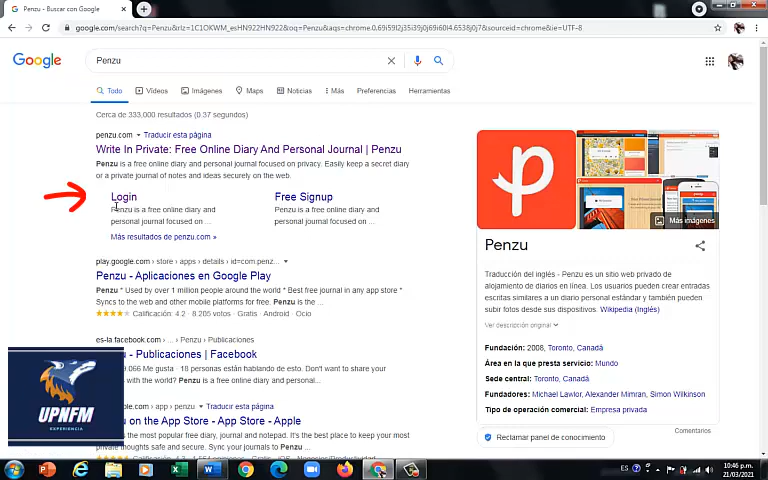 Penzu - Buscar con Google
google.com/search?q=Penzu&rlz=1C1OKWM_esHN922HN922&oq=Penzu&aqs=chrome.0.69i59l2j35i39j0j69i60l4.6538j0j7&sourceid=chrome&ie=UTF-8
Google
Penzu
Todo
Vídeos
Imágenes
Maps
Noticias
Más
Preferencias
Herramientas
Cerca de 333,000 resultados (0.37 segundos)
penzu.com
Traducir esta página
Write In Private: Free Online Diary And Personal Journal | Penzu
Penzu is a free online diary and personal journal focused on privacy. Easily keep a secret diary
or a private journal of notes and ideas securely on the web.
Login
Penzu is a free online diary and
personal journal focused on ...
Free Signup
Penzu is a free online diary and
personal journal focused on ...
Más resultados de penzu.com »
play.google.com › store › apps › details › id=com.penz...
Penzu - Aplicaciones en Google Play
Penzu * Used by over 1 million people around the world * Best free journal in any app store *
Syncs to the web and other mobile platforms for free. Penzu is the ...
Calificación: 4.2 · 8.205 votos · Gratis · Android · Ocio
es-la.facebook.com › ... › Penzu › Publicaciones
- Publicaciones | Facebook
.066 Me gusta · 18 personas están hablando de esto. Don't want to share your
with the world? Penzu is a free online diary and personal...
.com › app › penzu
Traducir esta página
on the App Store - App Store - Apple
the most popular free diary, journal and notepad. It's the best place to keep your most
thoughts safe and secure. Sync your journals to Penzu ...
UPNFM
EXPERIENCIA
Más imágenes
Penzu
Traducción del inglés - Penzu es un sitio web privado de
alojamiento de diarios en línea. Los usuarios pueden crear entradas
escritas similares a un diario personal estándar y también pueden
subir fotos desde sus dispositivos. Wikipedia (Inglés)
Ver descripción original
Fundación: 2008, Toronto, Canadá
Área en la que presta servicio: Mundo
Sede central: Toronto, Canadá
Fundadores: Michael Lawlor, Alexander Mimran, Simon Wilkinson
Tipo de operación comercial: Empresa privada
Comentarios
Reclamar panel de conocimiento
ES
10:46 p.m.
21/03/2021